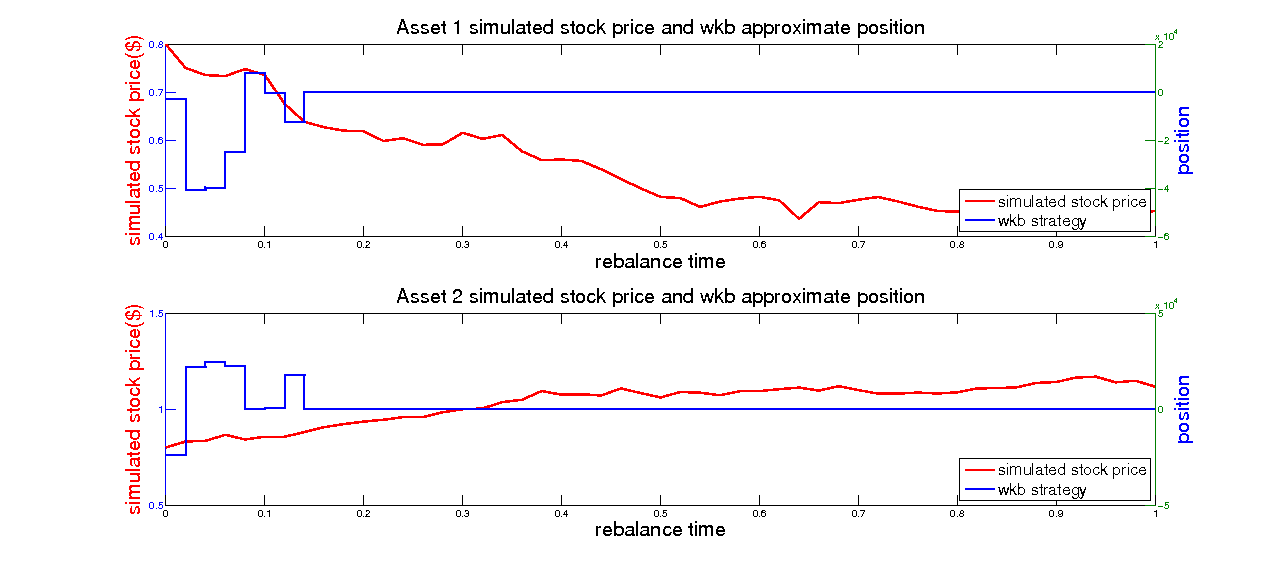 Asset 1 simulated stock price and wkb approximate position
x 10^4
simulated stock price($)
0.8
0.7
0.6
0.5
0.4
2
0
−2
−4
−6
position
simulated stock price
wkb strategy
0
0.1
0.2
0.3
0.4
0.5
0.6
0.7
0.8
0.9
1
rebalance time
Asset 2 simulated stock price and wkb approximate position
x 10^4
simulated stock price($)
1.5
1
0.5
5
0
−5
position
simulated stock price
wkb strategy
0
0.1
0.2
0.3
0.4
0.5
0.6
0.7
0.8
0.9
1
rebalance time